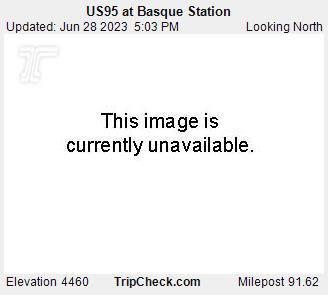 US95 at Basque Station
Updated: Jun 28 2023 5:03 PM Looking North
This image is
currently unavailable.
Elevation 4460 TripCheck.com Milepost 91.62